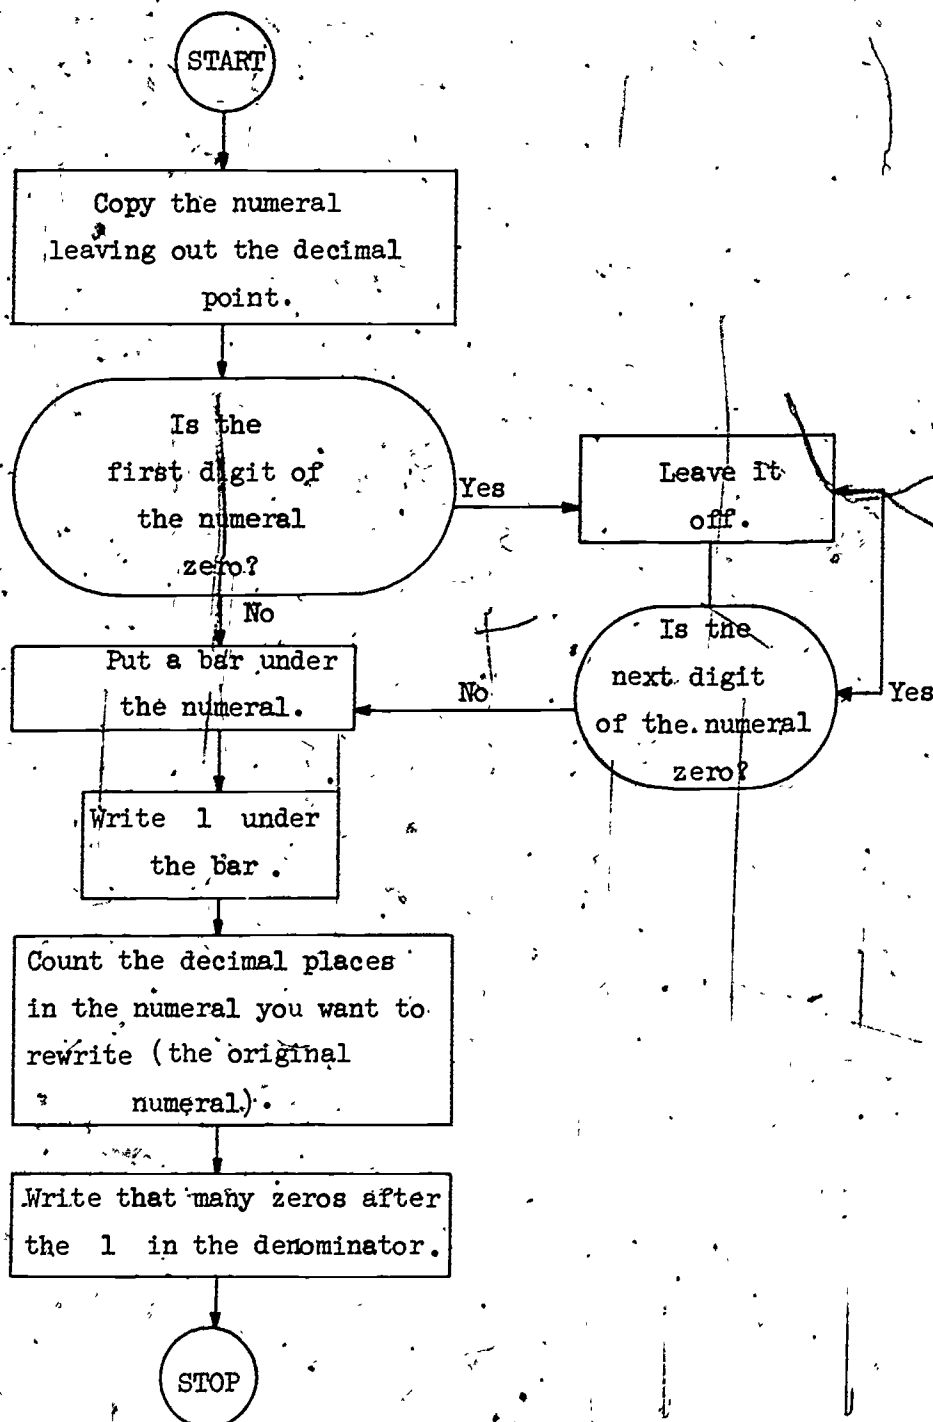 START
Copy the numeral
leaving out the decimal
point.
Is the
first digit of
the numeral
zero?
Yes
Leave it
off.
No
Is the
next digit
of the numeral
zero?
Yes
No
Put a bar under
the numeral.
Write 1 under
the bar.
Count the decimal places
in the numeral you want to
rewrite (the original
numeral).
Write that many zeros after
the 1 in the denominator.
STOP